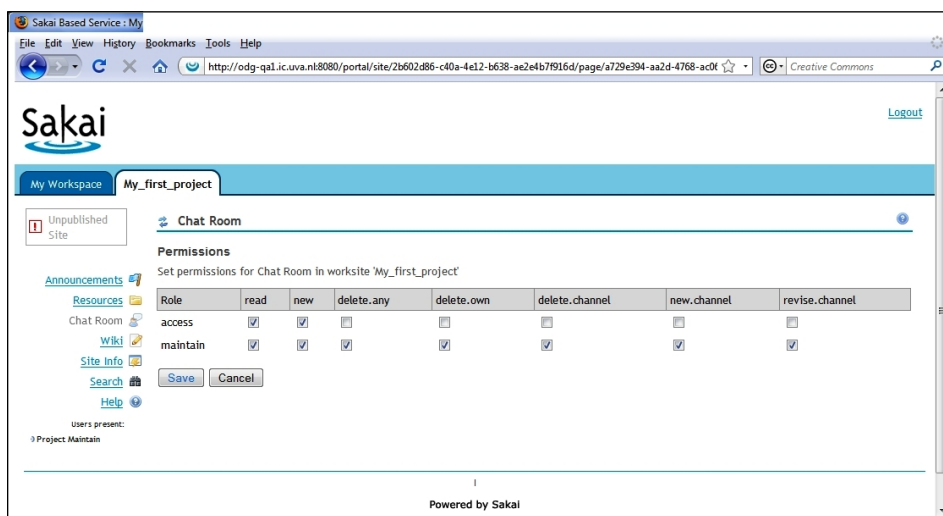 Sakai Based Service : My
File Edit View History Bookmarks Tools Help
http://odg-qa1.ic.uva.nl:8080/portal/site/2b602d86-c40a-4e12-b638-ae2e4b7f916d/page/a729e394-aa2d-4768-ac0f
cc Creative Commons
Sakai
Logout
My Workspace My_first_project
Unpublished
Site
Chat Room
Permissions
Set permissions for Chat Room in worksite 'My_first_project'
Announcements
Resources
Chat Room
Wiki
Site Info
Search
Help
Users present:
Project Maintain
Role read new delete.any delete.own delete.channel new.channel revise.channel
access
maintain
Save Cancel
Powered by Sakai